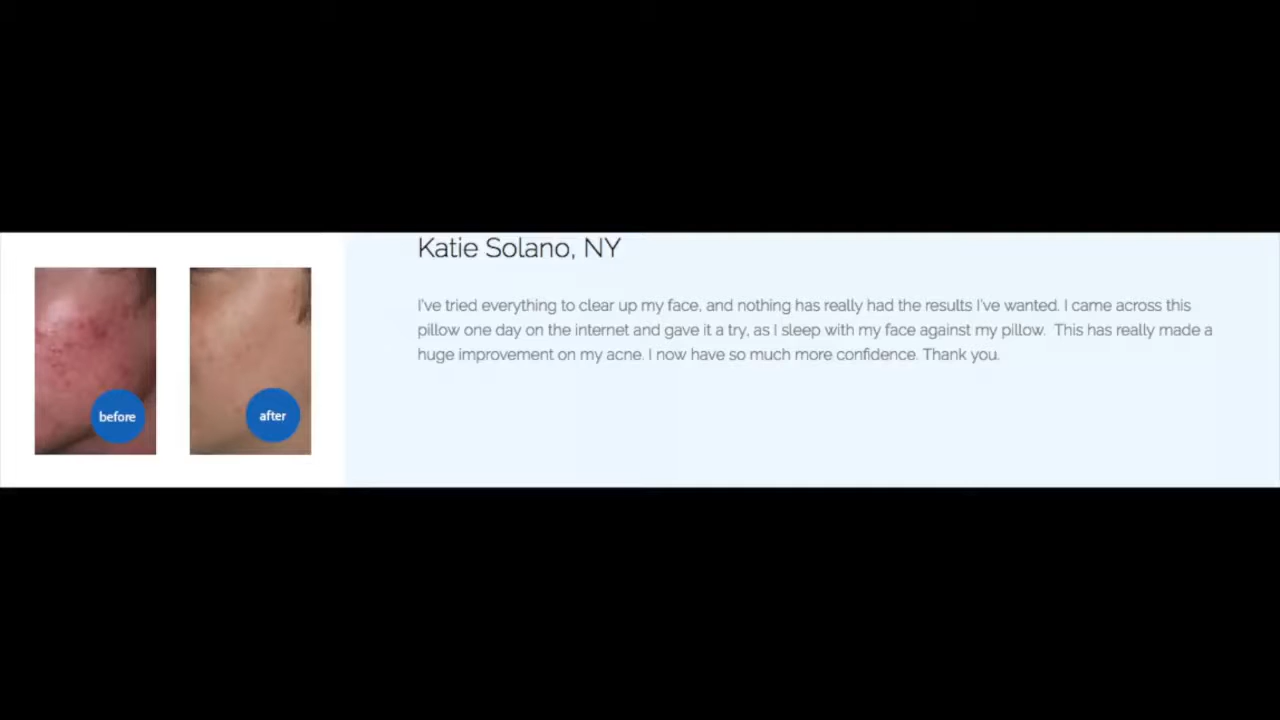 Katie Solano, NY
I've tried everything to clear up my face, and nothing has really had the results I've wanted. I came across this
pillow one day on the internet and gave it a try, as I sleep with my face against my pillow.  This has really made a
huge improvement on my acne. I now have so much more confidence. Thank you.
before
after